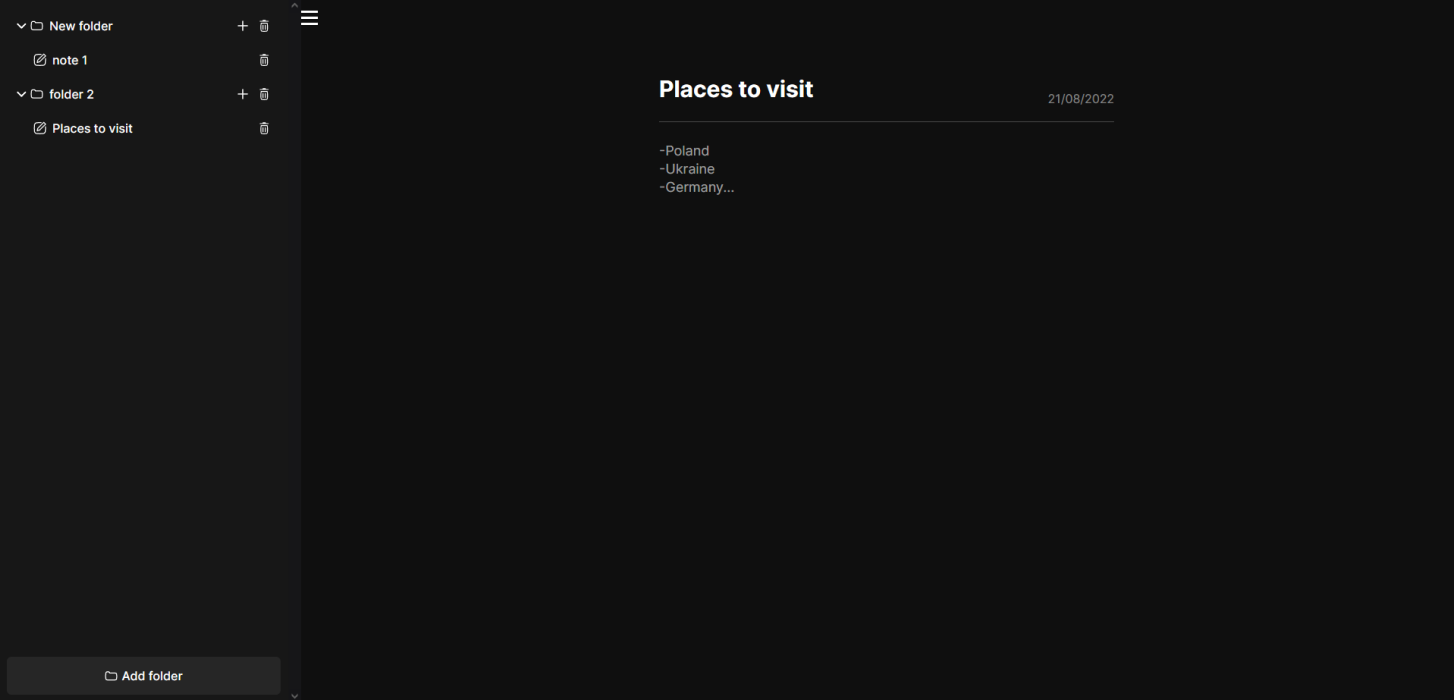 New folder
note 1
folder 2
Places to visit
Add folder
Places to visit
21/08/2022
-Poland
-Ukraine
-Germany...